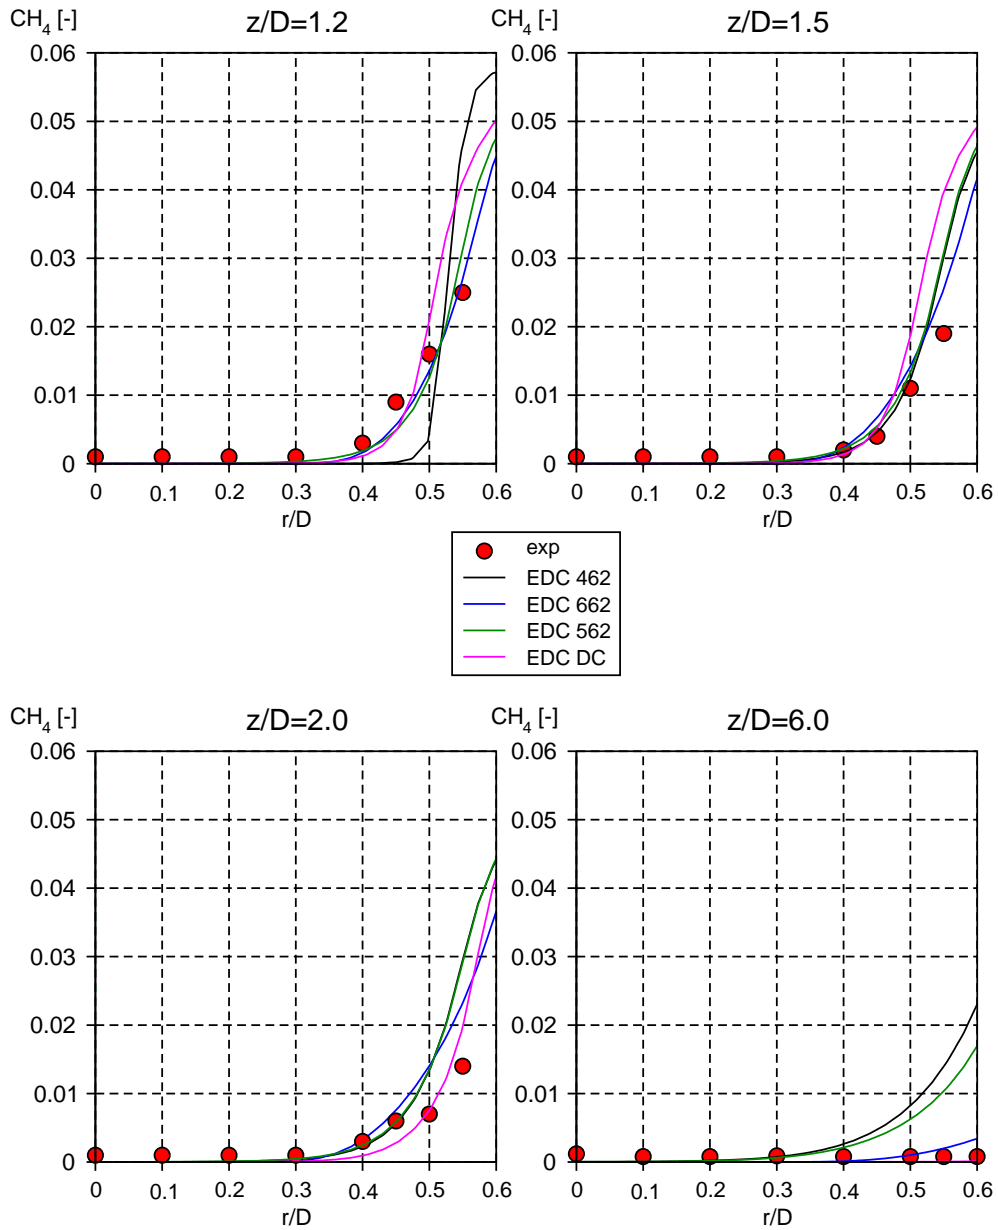 CH4 [-] z/D=1.2 CH4 [-] z/D=1.5
0.06 0.06
0.05 0.05
0.04 0.04
0.03 0.03
0.02 0.02
0.01 0.01
0 0
0 0.1 0.2 0.3 0.4 0.5 0.6 0 0.1 0.2 0.3 0.4 0.5 0.6
r/D r/D
exp
EDC 462
EDC 662
EDC 562
EDC DC
CH4 [-] z/D=2.0 CH4 [-] z/D=6.0
0.06 0.06
0.05 0.05
0.04 0.04
0.03 0.03
0.02 0.02
0.01 0.01
0 0
0 0.1 0.2 0.3 0.4 0.5 0.6 0 0.1 0.2 0.3 0.4 0.5 0.6
r/D r/D